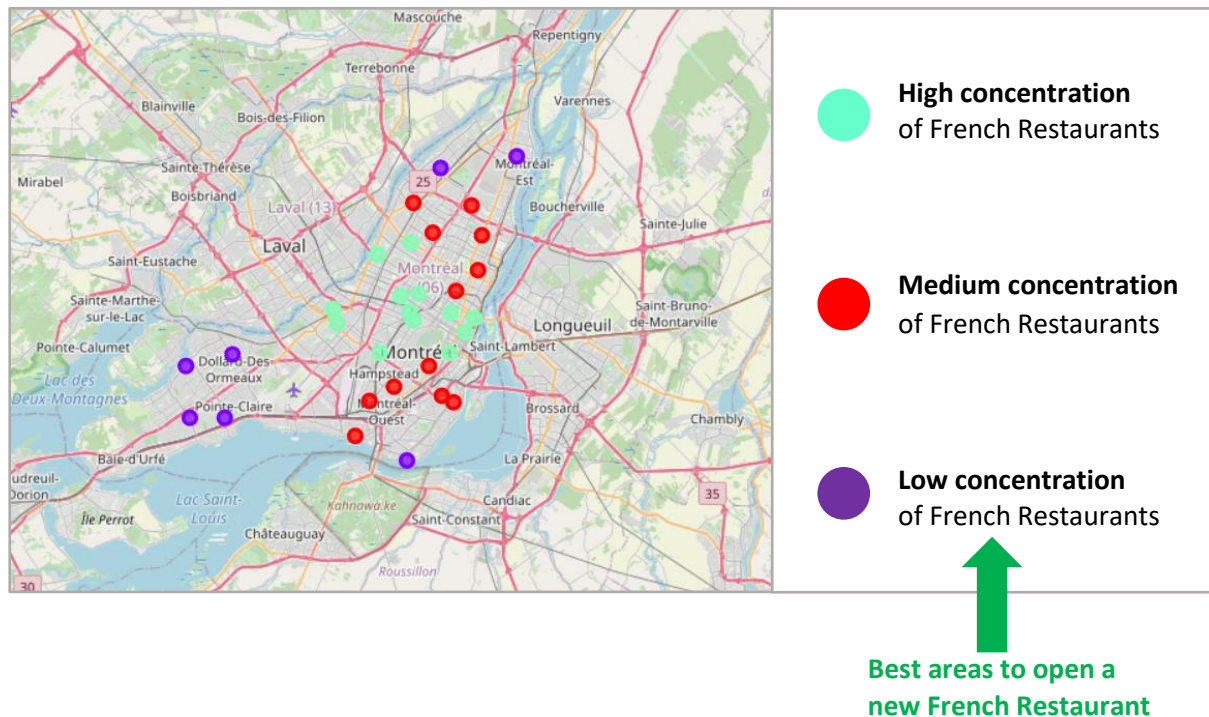 Mascouche
Repentigny
Terrebonne
Blainville
Varennes
Bois-des-Filion
Sainte-Thérèse
Montréal-
Est
Mirabel
25
Boisbriand
Laval (13)
Boucherville
Sainte-Julie
Laval
Saint-Eustache
Montréal
06)
Sainte-Marthe-
sur-le-Lac
Saint-Bruno-
de-Montarville
Longueuil
Pointe-Calumet
Saint-Lambert
Montré
Dollard-Des
Ormeaux
Hampstead
Lac des
Deux-Montagnes
Montréal-
Ouest
Pointe-Claire
Brossard
Chambly
Baie-d'Urfé
La Prairie
udreuil-
Dorion
Lac Saint-
Louis
Candiac
35
Kahnawà:ke
Île Perrot
Saint-Constant
Châteauguay
Roussillon
30
High concentration
of French Restaurants
Medium concentration
of French Restaurants
Low concentration
of French Restaurants
Best areas to open a
new French Restaurant